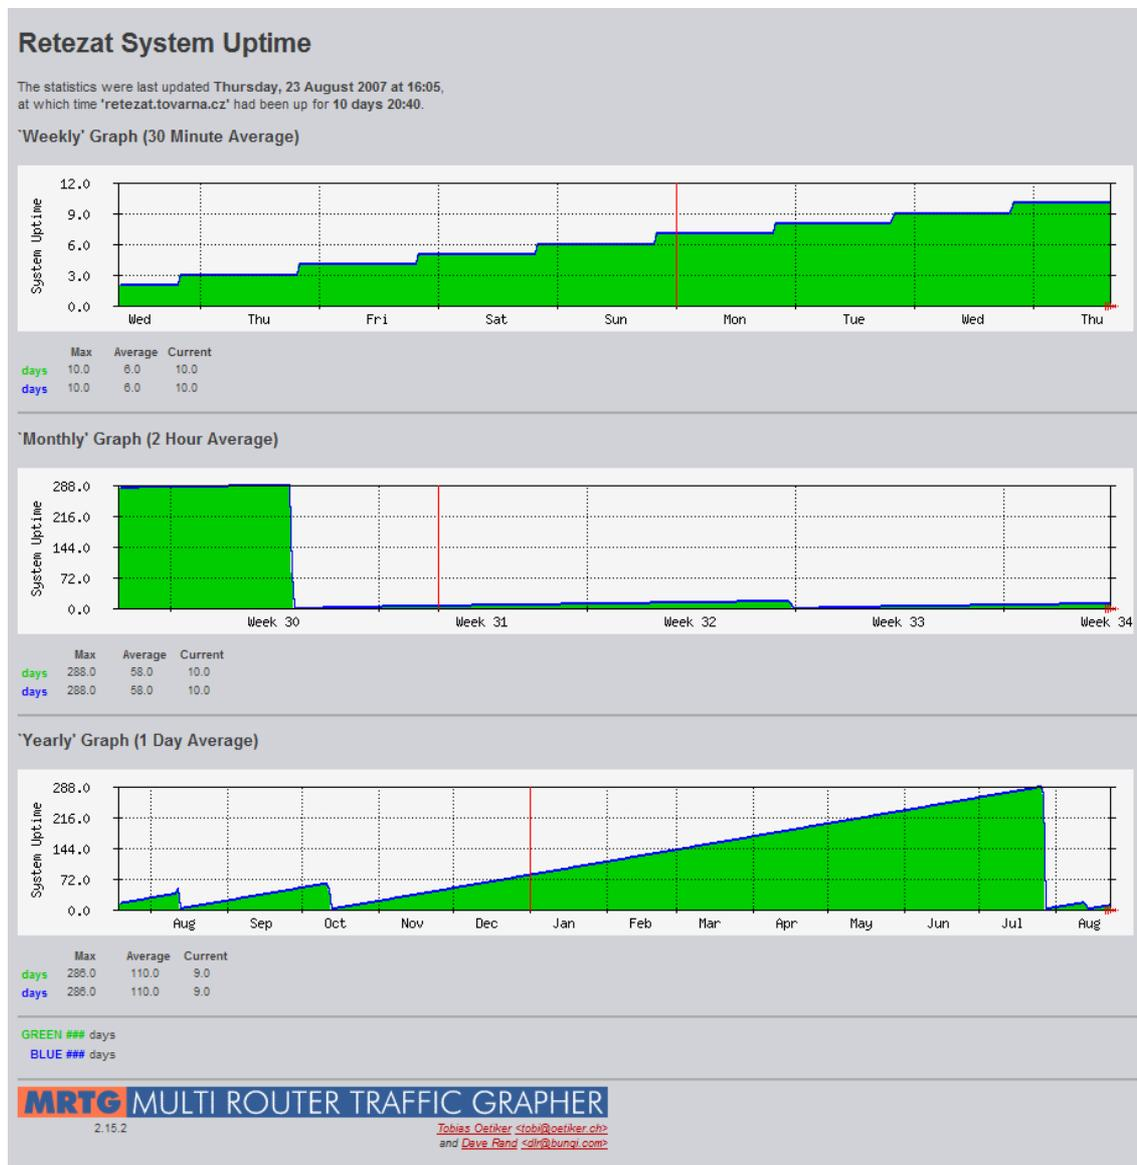 Retezat System Uptime
The statistics were last updated Thursday, 23 August 2007 at 16:05,
at which time 'retezat.tovarna.cz' had been up for 10 days 20:40.
`Weekly' Graph (30 Minute Average)
System Uptime
12.0
9.0
6.0
3.0
0.0
Wed Thu Fri Sat Sun Mon Tue Wed Thu
Max Average Current
days 10.0 6.0 10.0
days 10.0 6.0 10.0
`Monthly' Graph (2 Hour Average)
System Uptime
288.0
216.0
144.0
72.0
0.0
Week 30 Week 31 Week 32 Week 33 Week 34
Max Average Current
days 288.0 58.0 10.0
days 288.0 58.0 10.0
`Yearly' Graph (1 Day Average)
System Uptime
288.0
216.0
144.0
72.0
0.0
Aug Sep Oct Nov Dec Jan Feb Mar Apr May Jun Jul Aug
Max Average Current
days 286.0 110.0 9.0
days 286.0 110.0 9.0
GREEN ### days
BLUE ### days
MRTG MULTI ROUTER TRAFFIC GRAPHER
2.15.2 Tobias Oetiker <tobi@oetiker.ch>
and Dave Rand <dlr@bungi.com>